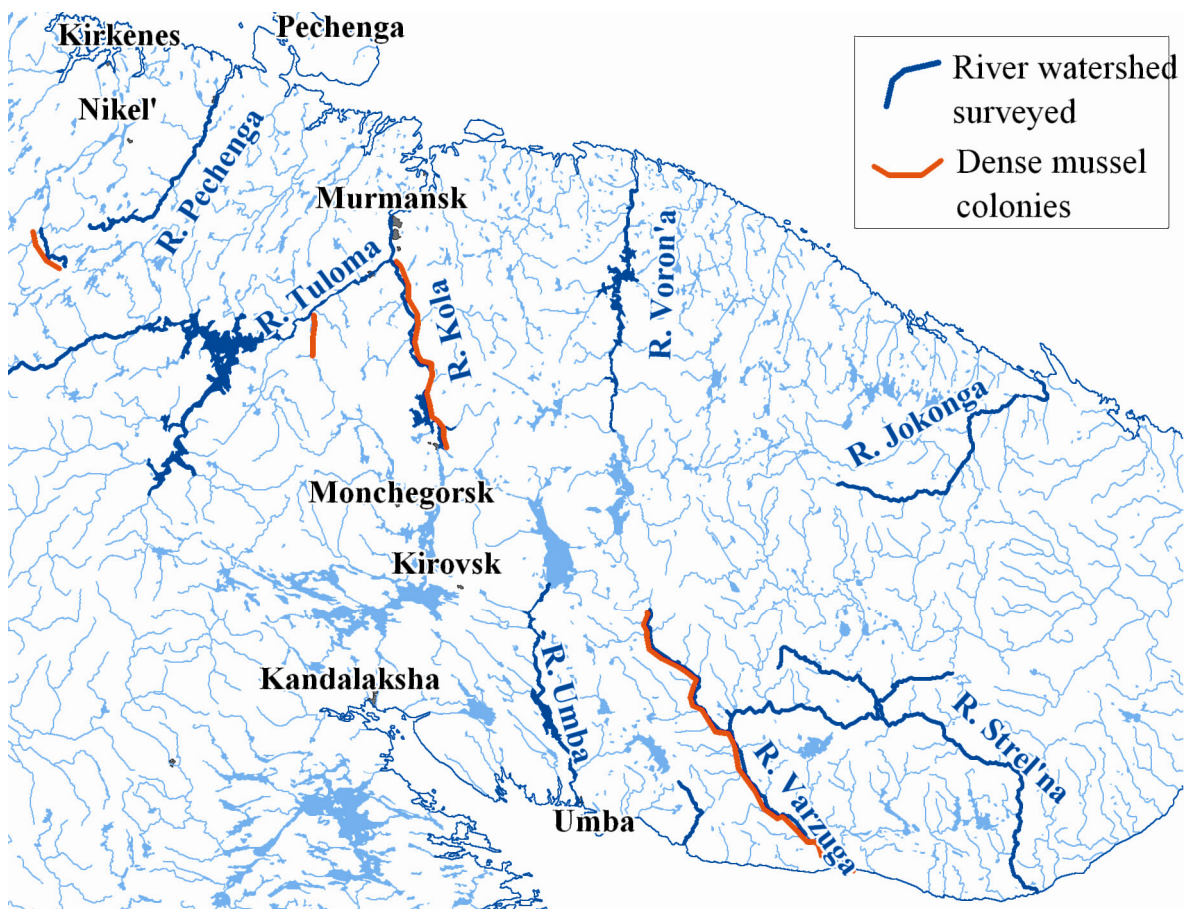 Kirkenes
Pechenga
Nikel'
R. Pechenga
River watershed
surveyed
Dense mussel
colonies
Murmansk
R. Tuloma
R. Kola
R. Voron'a
R. Jokonga
Monchegorsk
Kirovsk
Kandalaksha
R. Umba
R. Strel'na
R. Varzuga
Umba